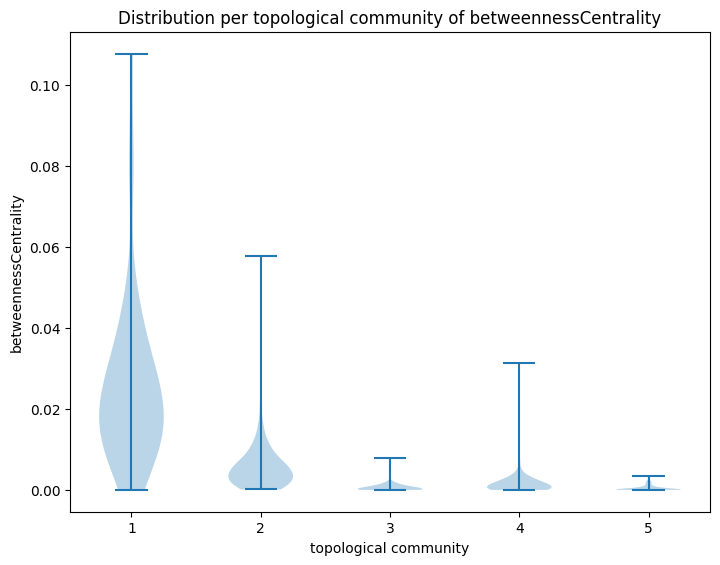 Distribution per topological community of betweennessCentrality
betweennessCentrality
0.10
0.08
0.06
0.04
0.02
0.00
1 2 3 4 5
topological community